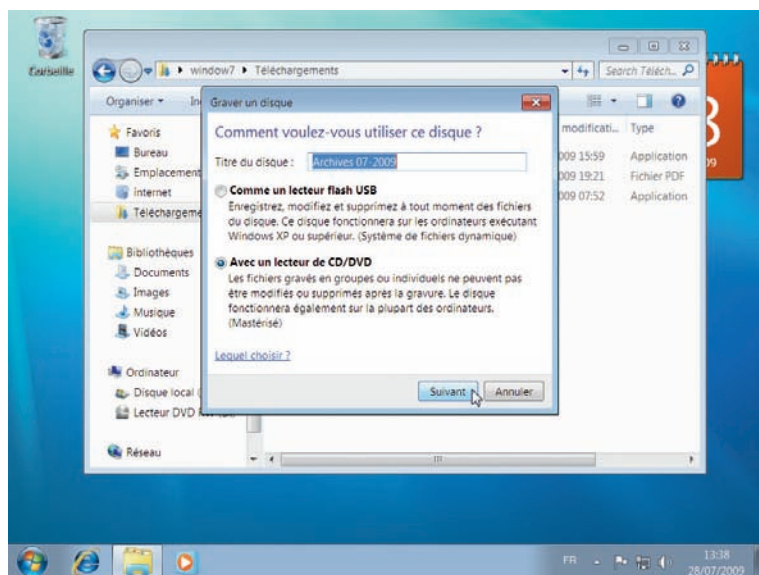 Corbeille
window7 ▸ Téléchargements
Search Téléch...
Organiser
Graver un disque
Comment voulez-vous utiliser ce disque ?
Titre du disque : Archives 07-2009
Comme un lecteur flash USB
Enregistrez, modifiez et supprimez à tout moment des fichiers
du disque. Ce disque fonctionnera sur les ordinateurs exécutant
Windows XP ou supérieur. (Système de fichiers dynamique)
Avec un lecteur de CD/DVD
Les fichiers gravés en groupes ou individuels ne peuvent pas
être modifiés ou supprimés après la gravure. Le disque
fonctionnera également sur la plupart des ordinateurs.
(Mastérisé)
Lequel choisir ?
Suivant
Annuler
Favoris
Bureau
Emplacement
internet
Téléchargeme
Bibliothèques
Documents
Images
Musique
Vidéos
Ordinateur
Disque local (
Lecteur DVD
Réseau
modificati...
Type
009 15:59 Application
009 19:21 Fichier PDF
009 07:52 Application
FR
13:38
28/07/2009